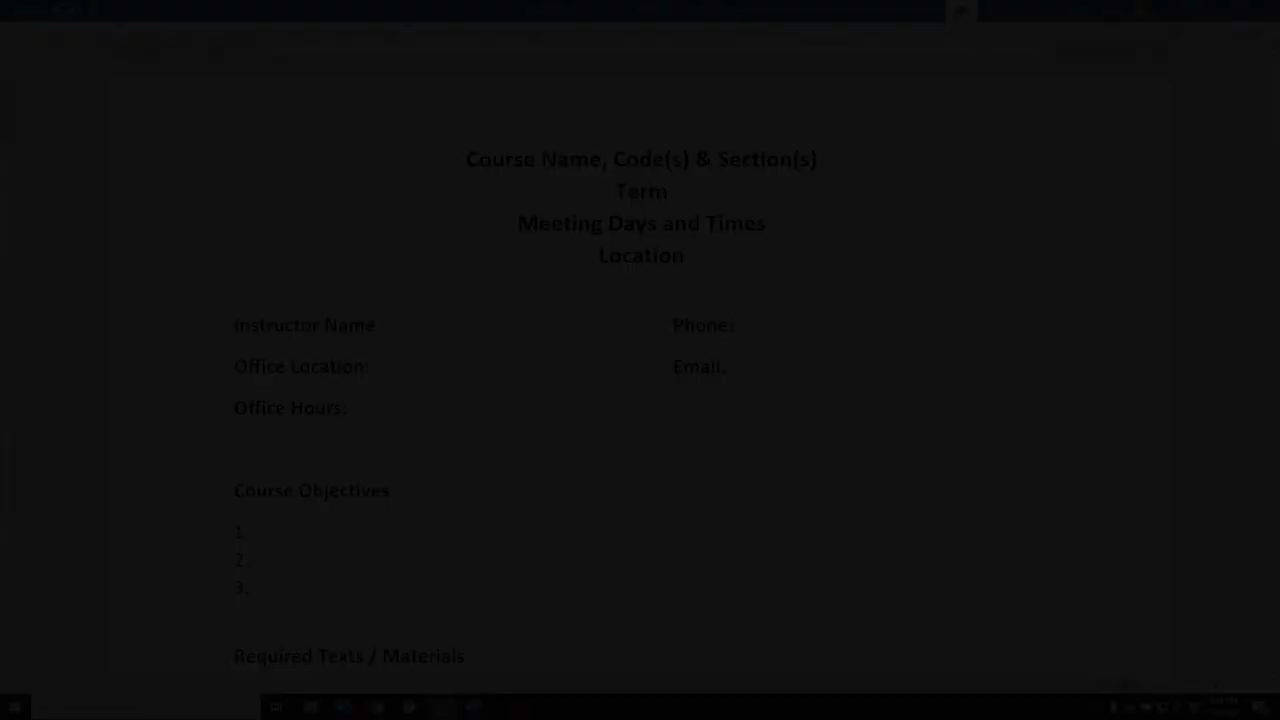 Course Name, Code(s) & Section(s)
Term
Meeting Days and Times
Location
Instructor Name
Phone:
Office Location:
Email:
Office Hours:
Course Objectives
1.
2.
3.
Required Texts / Materials